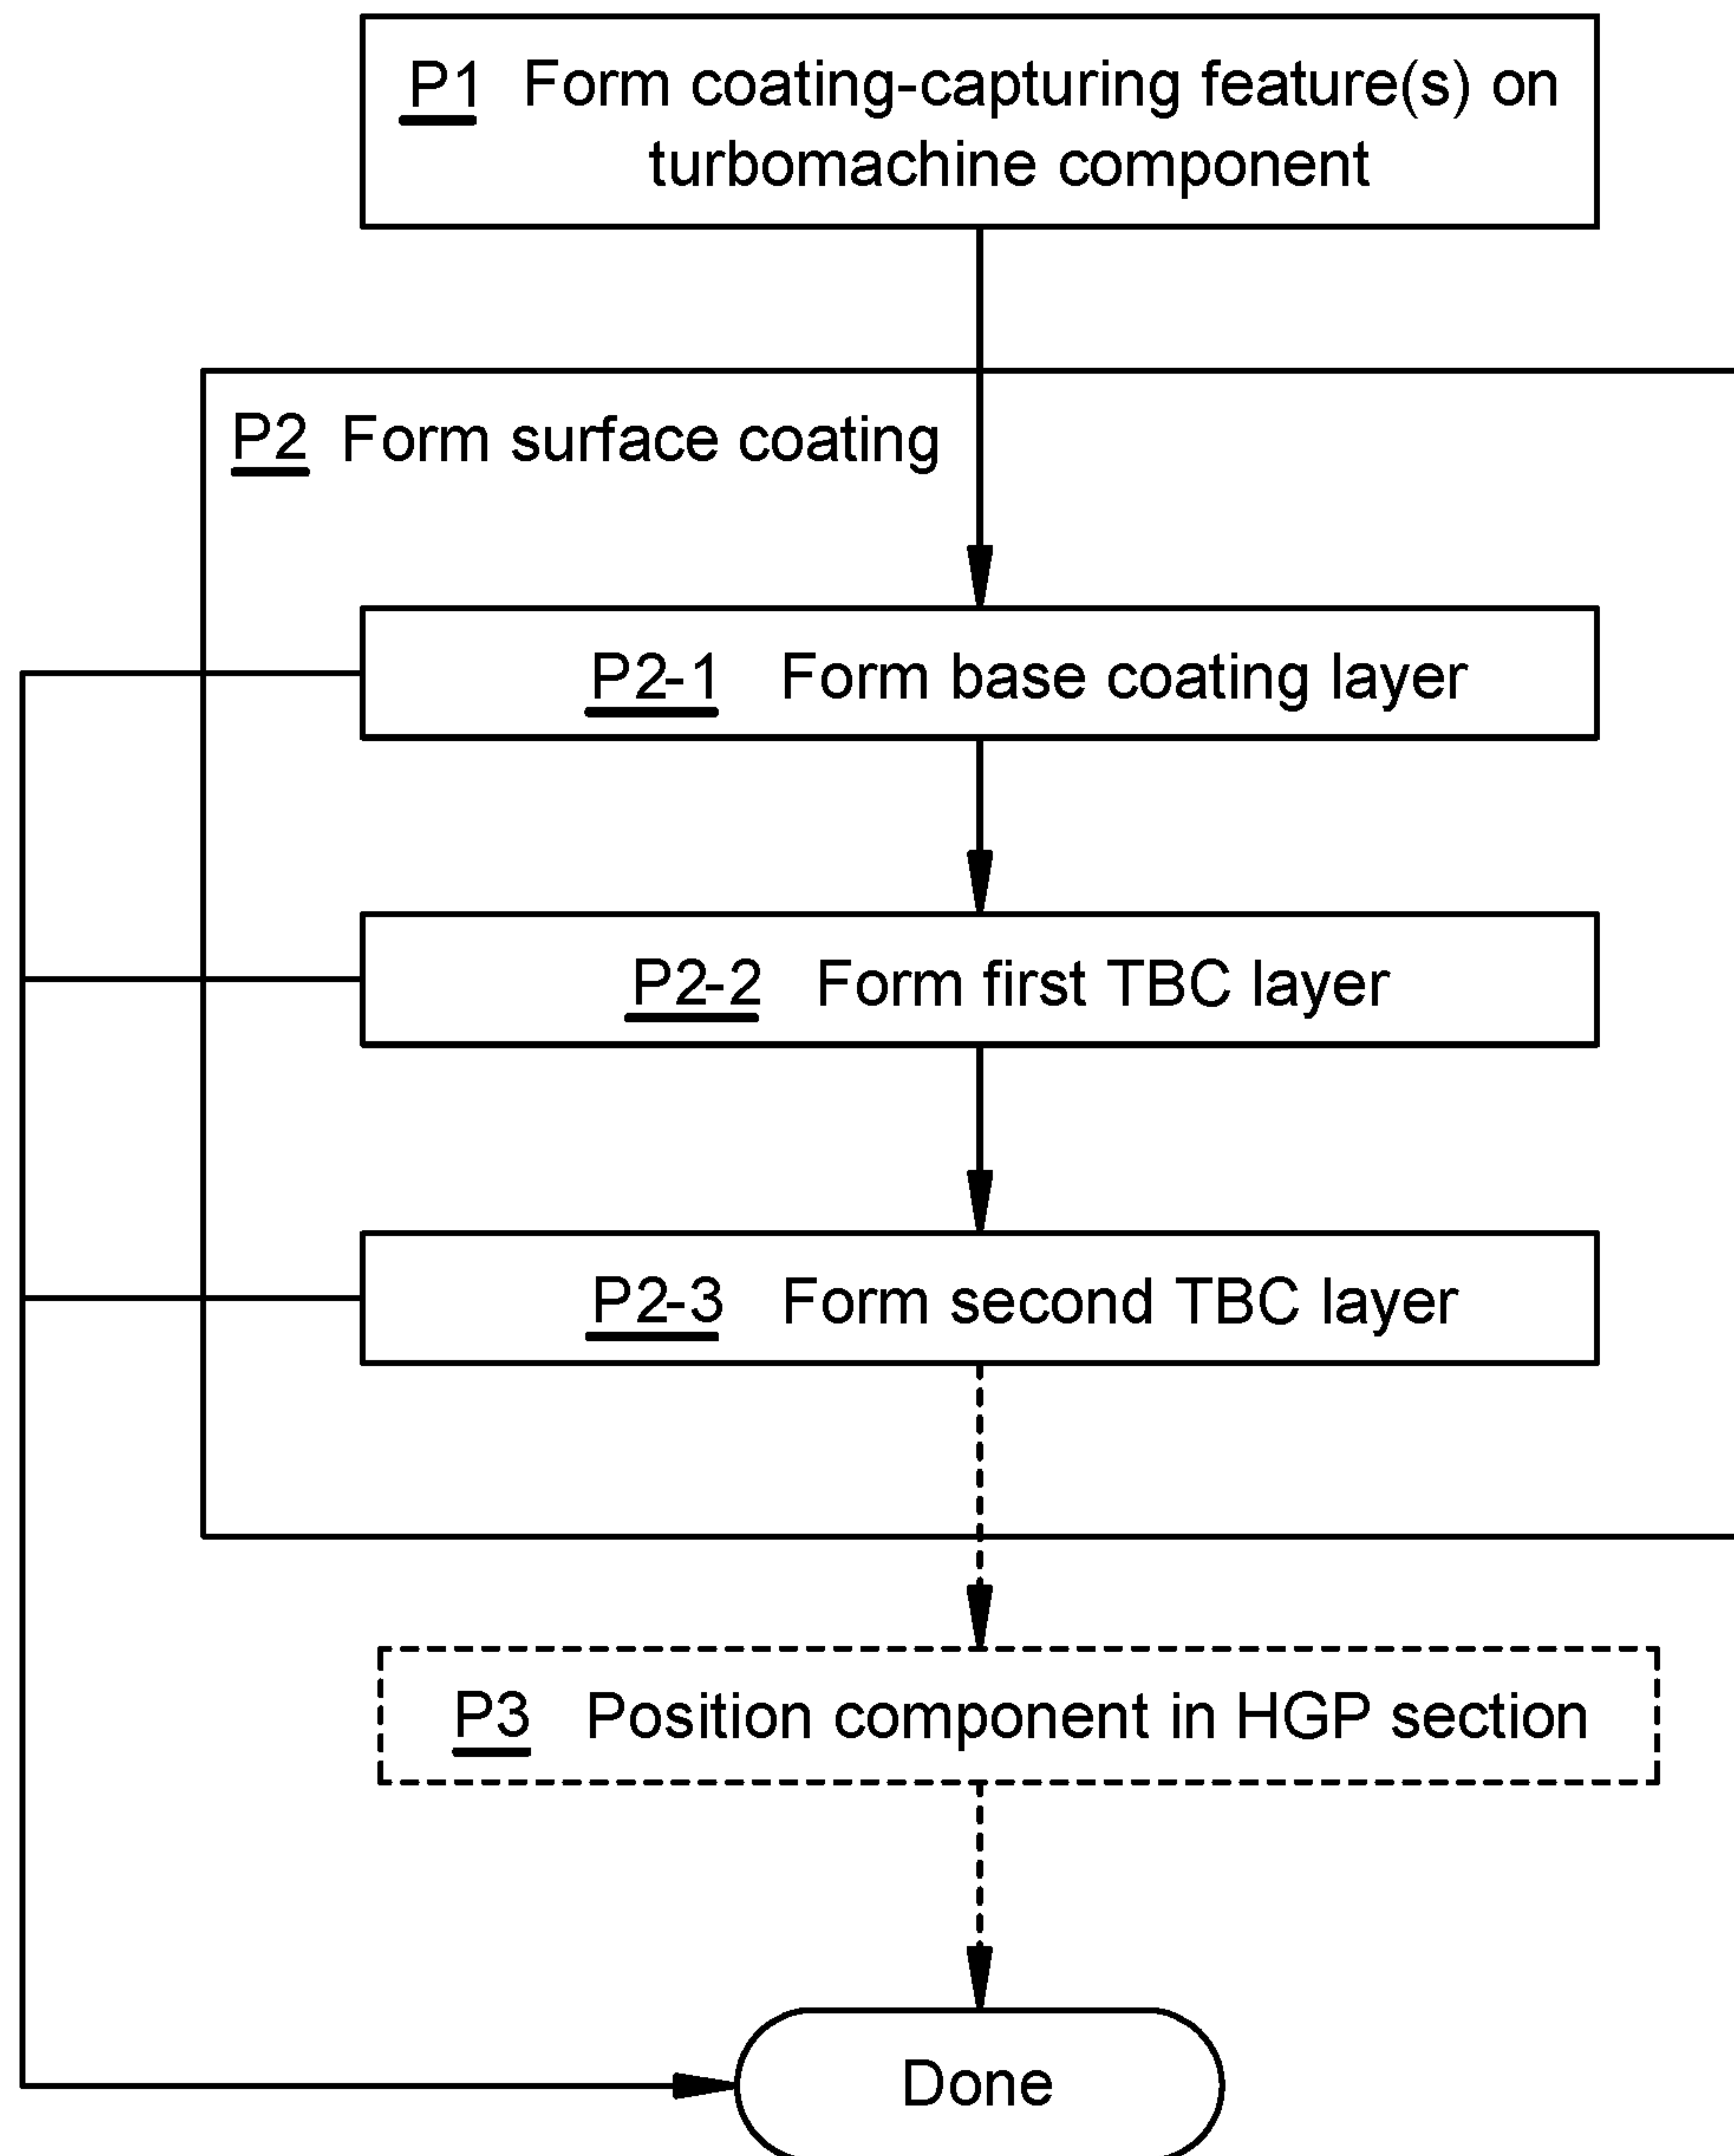 P1 Form coating-capturing feature(s) on
turbomachine component
P2 Form surface coating
P2-1 Form base coating layer
P2-2 Form first TBC layer
P2-3 Form second TBC layer
P3 Position component in HGP section
Done